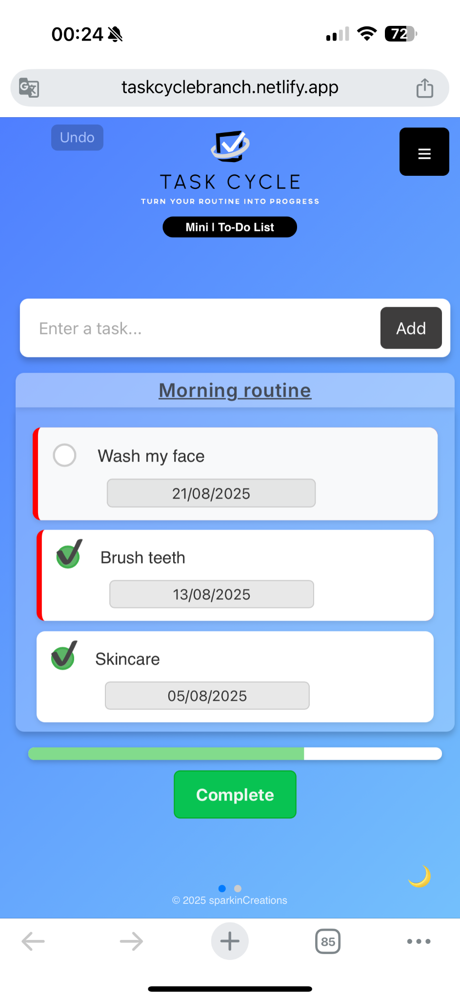 00:24
72
taskcyclebranch.netlify.app
Undo
TASK CYCLE
TURN YOUR ROUTINE INTO PROGRESS
Mini | To-Do List
Enter a task...
Add
Morning routine
Wash my face
21/08/2025
Brush teeth
13/08/2025
Skincare
05/08/2025
Complete
© 2025 sparkinCreations
85